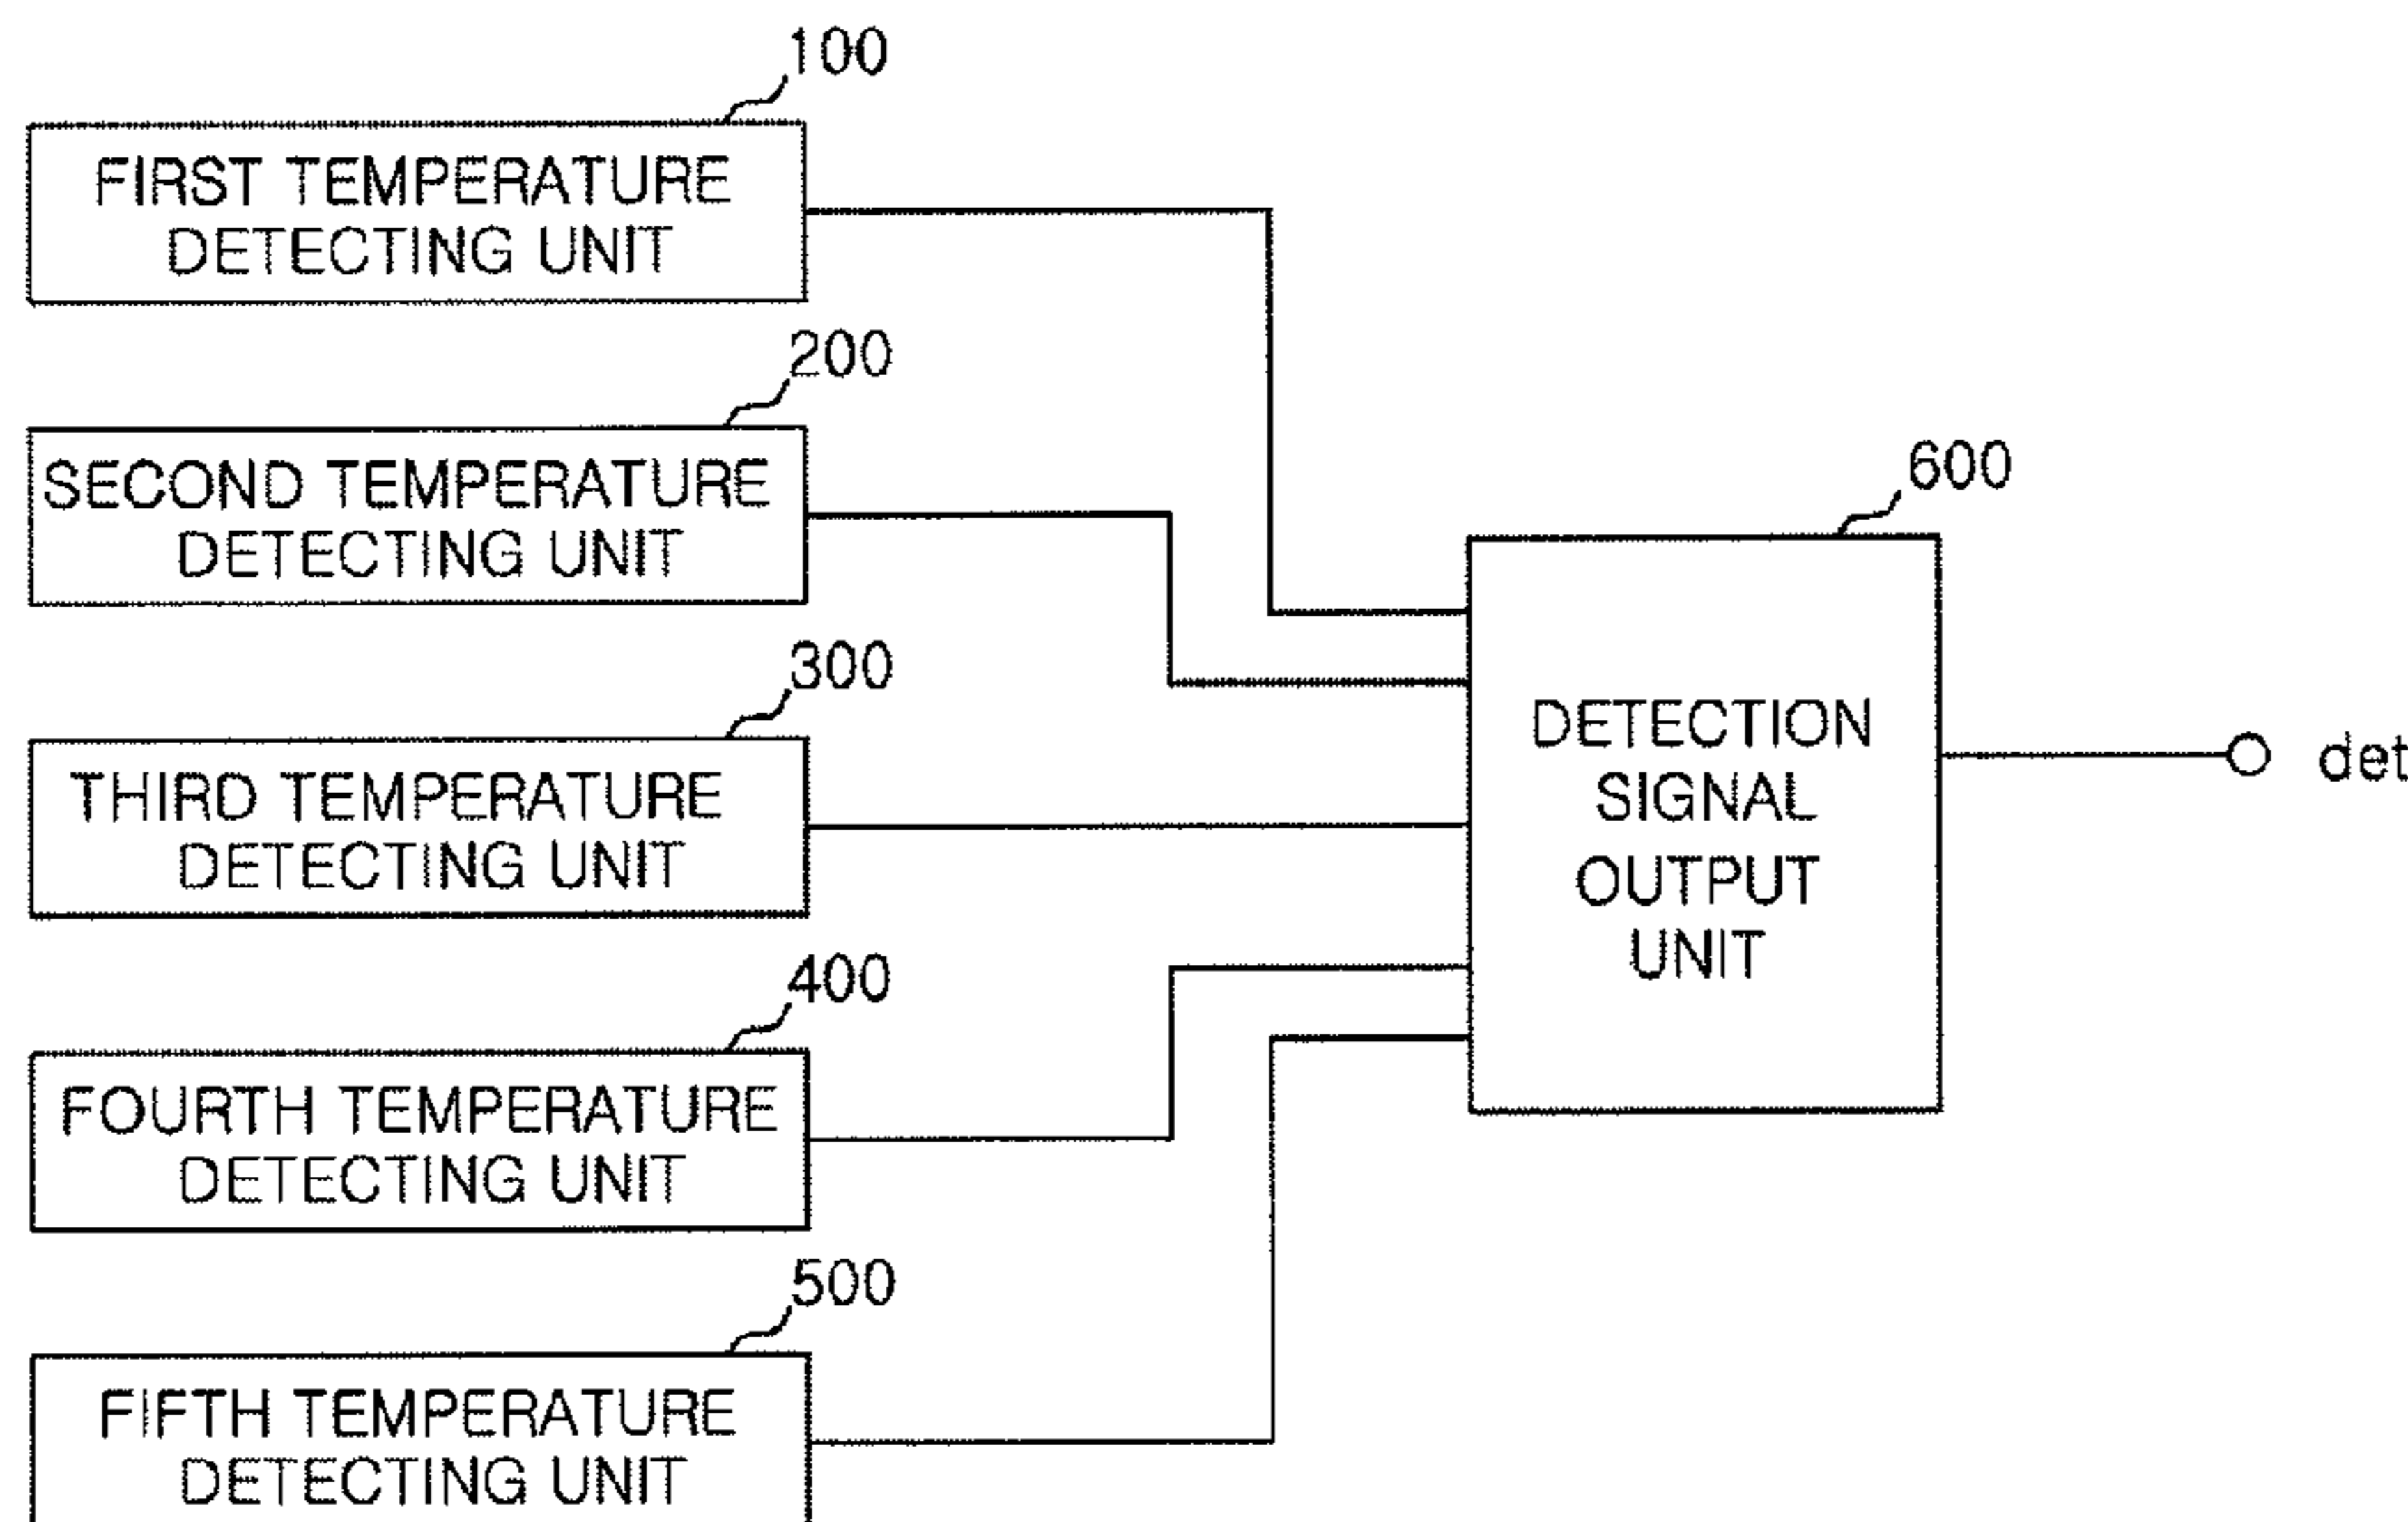 100
FIRST TEMPERATURE
DETECTING UNIT
200
SECOND TEMPERATURE
DETECTING UNIT
300
THIRD TEMPERATURE
DETECTING UNIT
400
FOURTH TEMPERATURE
DETECTING UNIT
500
FIFTH TEMPERATURE
DETECTING UNIT
600
DETECTION
SIGNAL
OUTPUT
UNIT
det